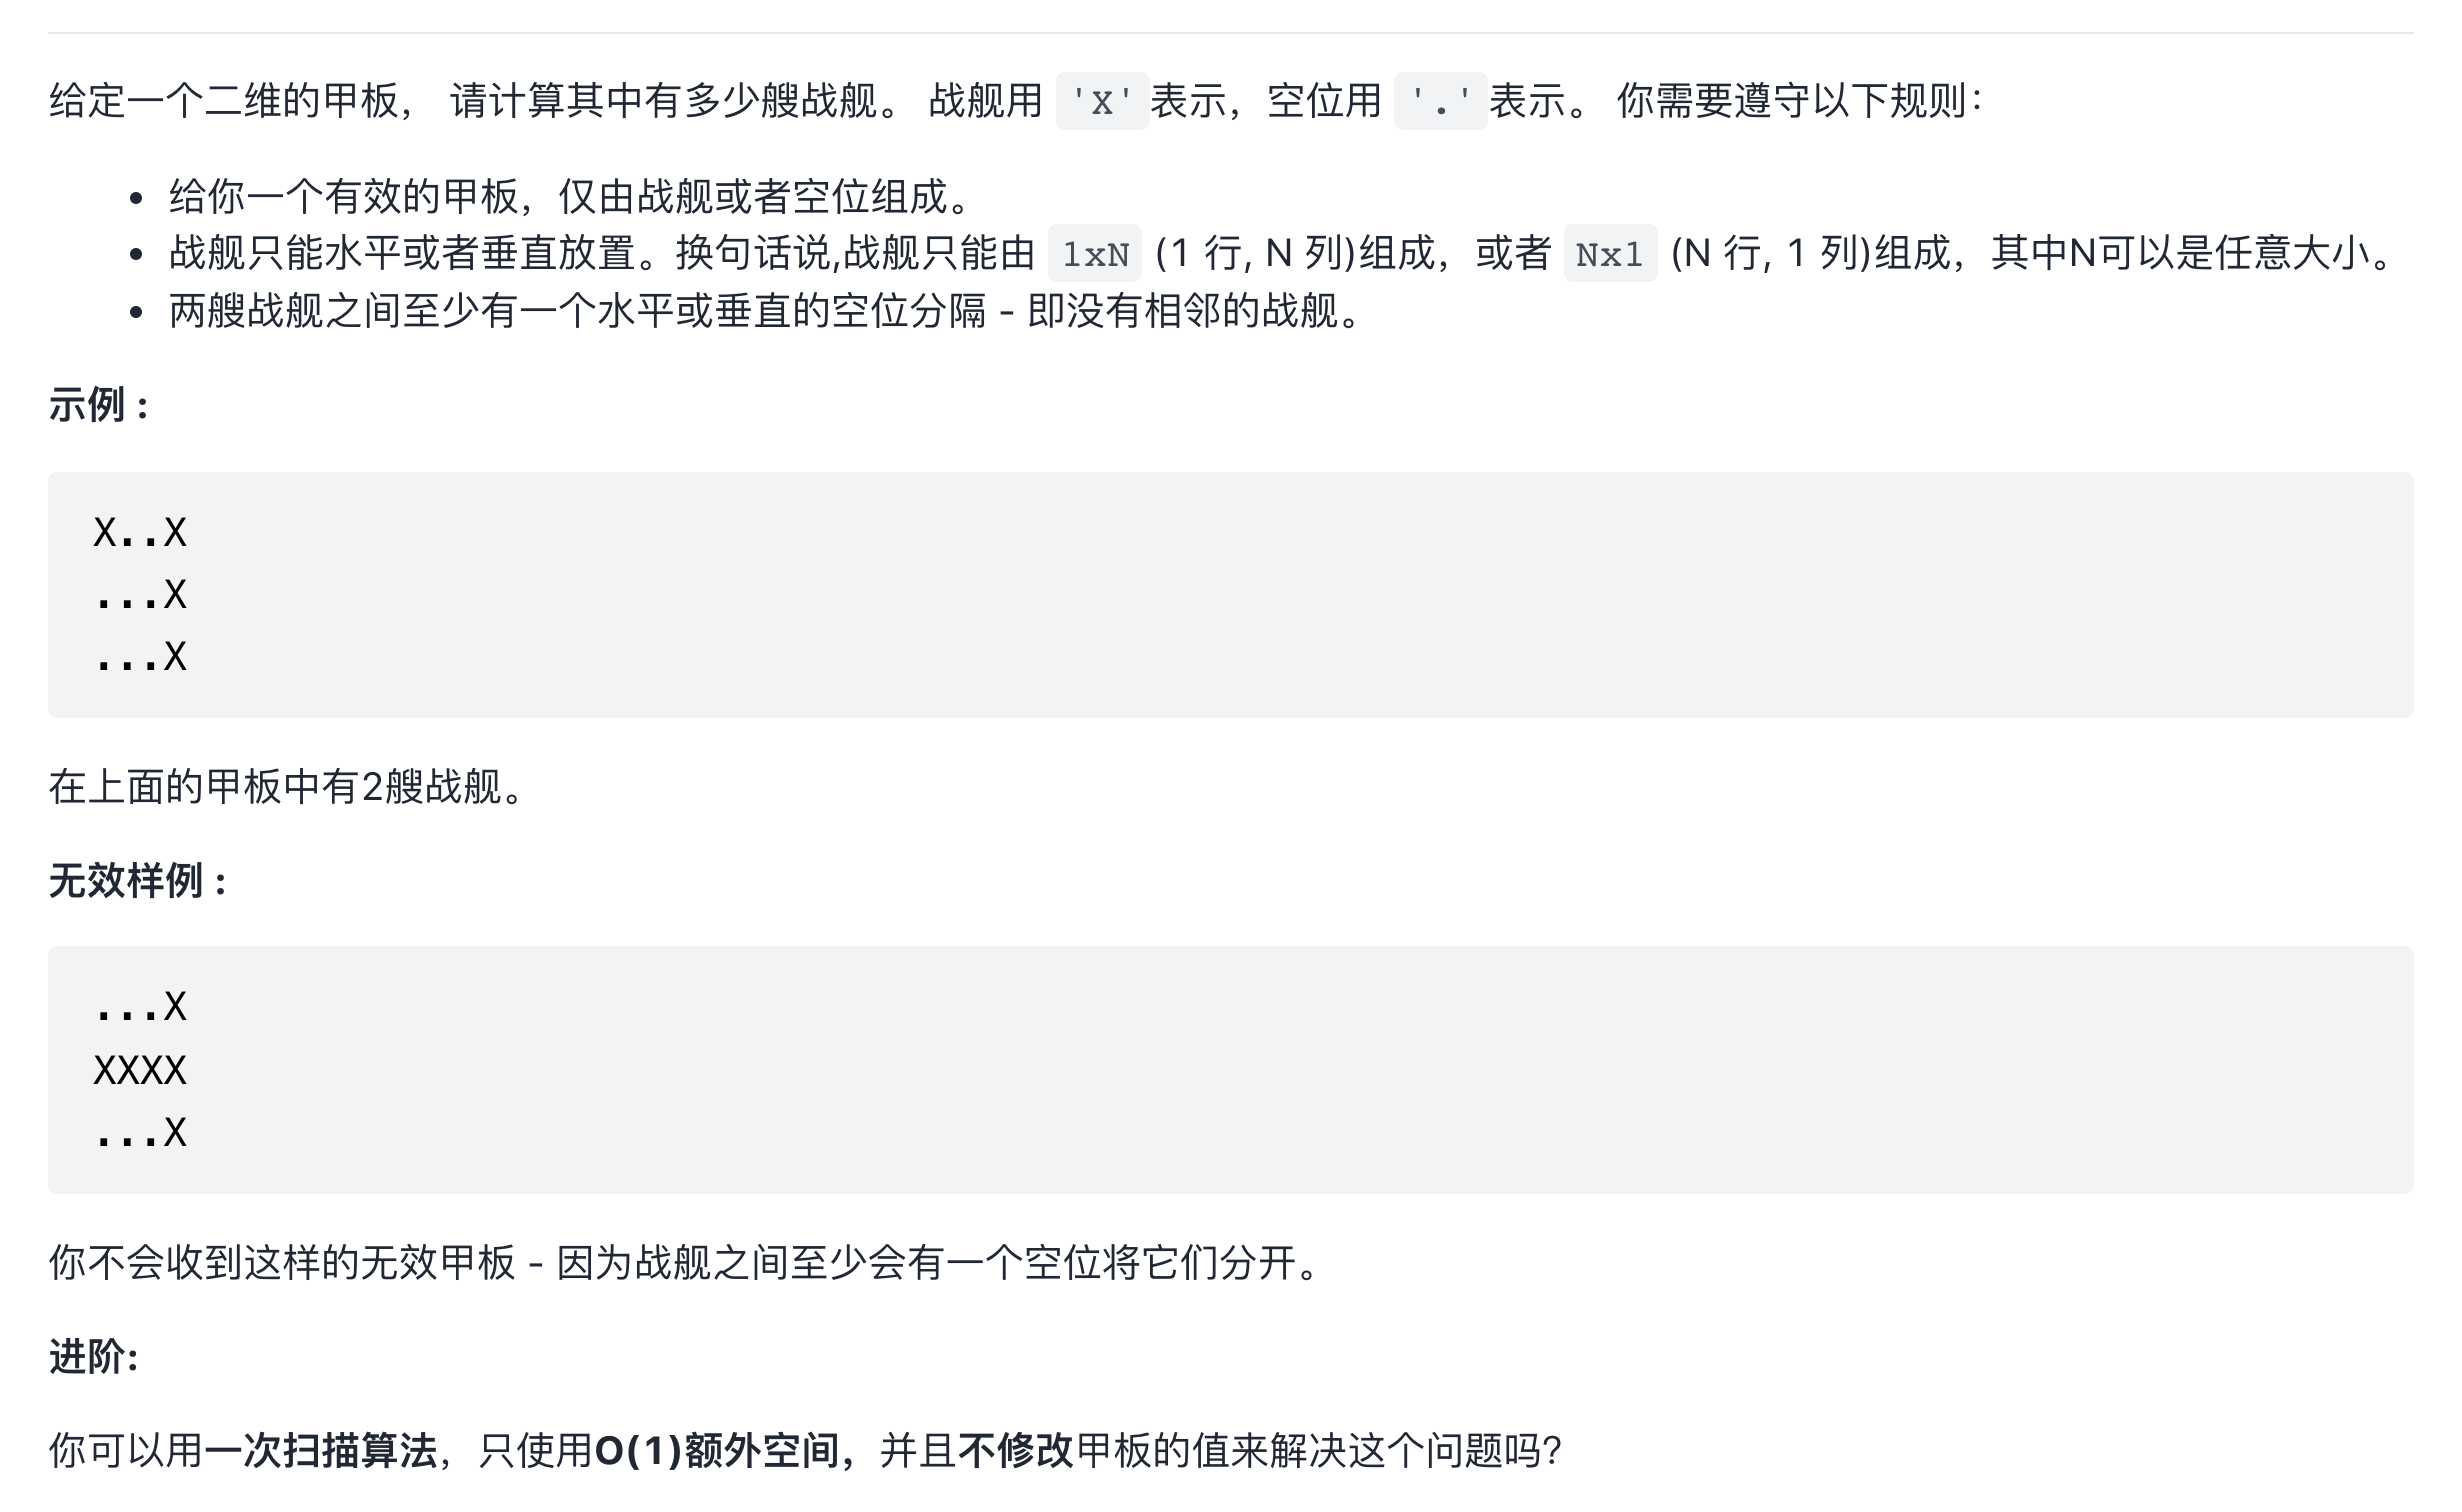 给定一个二维的甲板， 请计算其中有多少艘战舰。 战舰用 'X'表示，空位用 '.'表示。 你需要遵守以下规则：
• 给你一个有效的甲板，仅由战舰或者空位组成。
• 战舰只能水平或者垂直放置。换句话说,战舰只能由 1xN (1 行, N 列)组成，或者 Nx1 (N 行, 1 列)组成，其中N可以是任意大小。
• 两艘战舰之间至少有一个水平或垂直的空位分隔 - 即没有相邻的战舰。
示例 :
X..X
...X
...X
在上面的甲板中有2艘战舰。
无效样例 :
...X
XXXX
...X
你不会收到这样的无效甲板 - 因为战舰之间至少会有一个空位将它们分开。
进阶:
你可以用一次扫描算法，只使用O(1)额外空间，并且不修改甲板的值来解决这个问题吗?